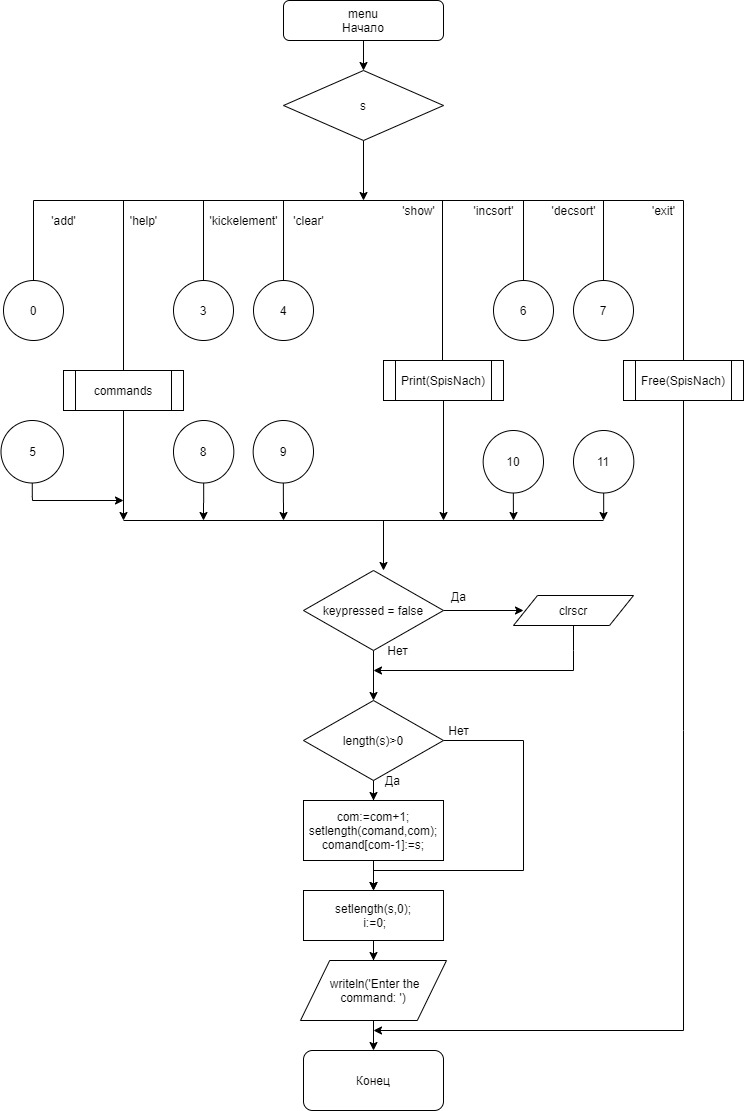 menu
Начало
s
'add'
'help'
'kickelement'
'clear'
'show'
'incsort'
'decsort'
'exit'
0
3
4
6
7
commands
Print(SpisNach)
Free(SpisNach)
5
8
9
10
11
keypressed = false
Да
clrscr
Нет
length(s)>0
Нет
Да
com:=com+1;
setlength(comand,com);
comand[com-1]:=s;
setlength(s,0);
i:=0;
writeln('Enter the
command: ')
Конец